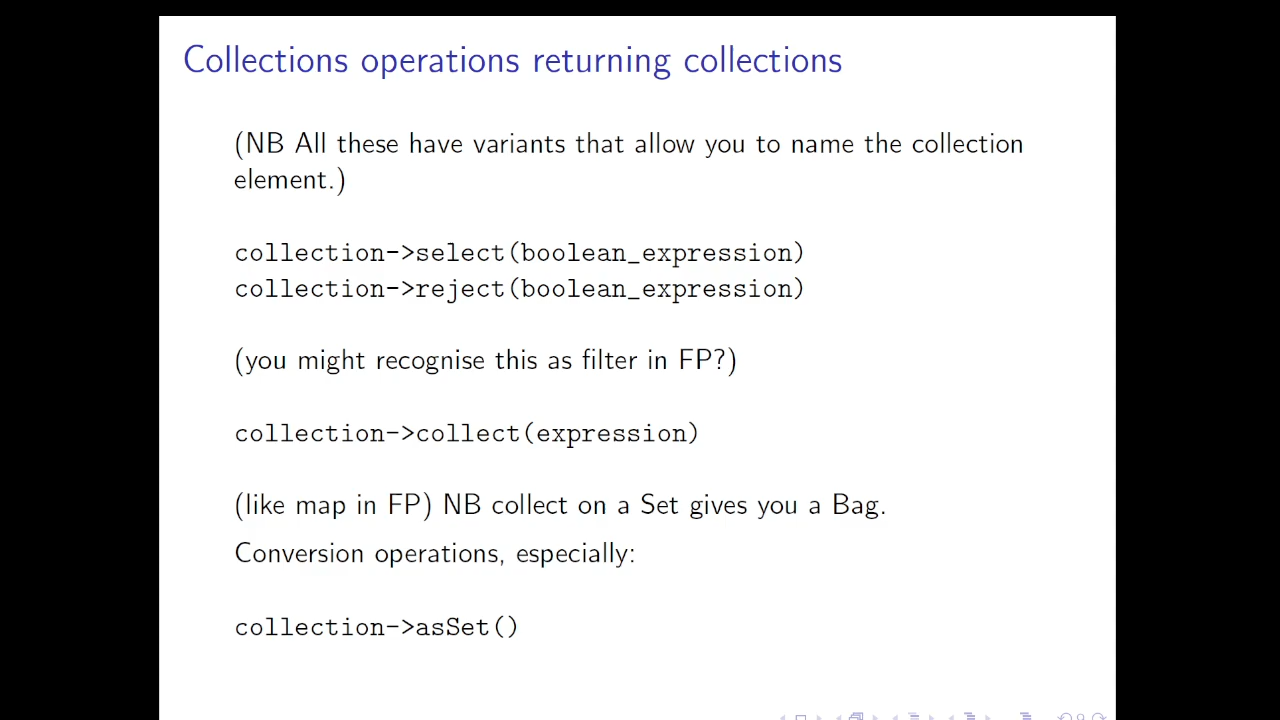 Collections operations returning collections
(NB All these have variants that allow you to name the collection
element.)
collection->select(boolean_expression)
collection->reject(boolean_expression)
(you might recognise this as filter in FP?)
collection->collect(expression)
(like map in FP) NB collect on a Set gives you a Bag.
Conversion operations, especially:
collection->asSet()